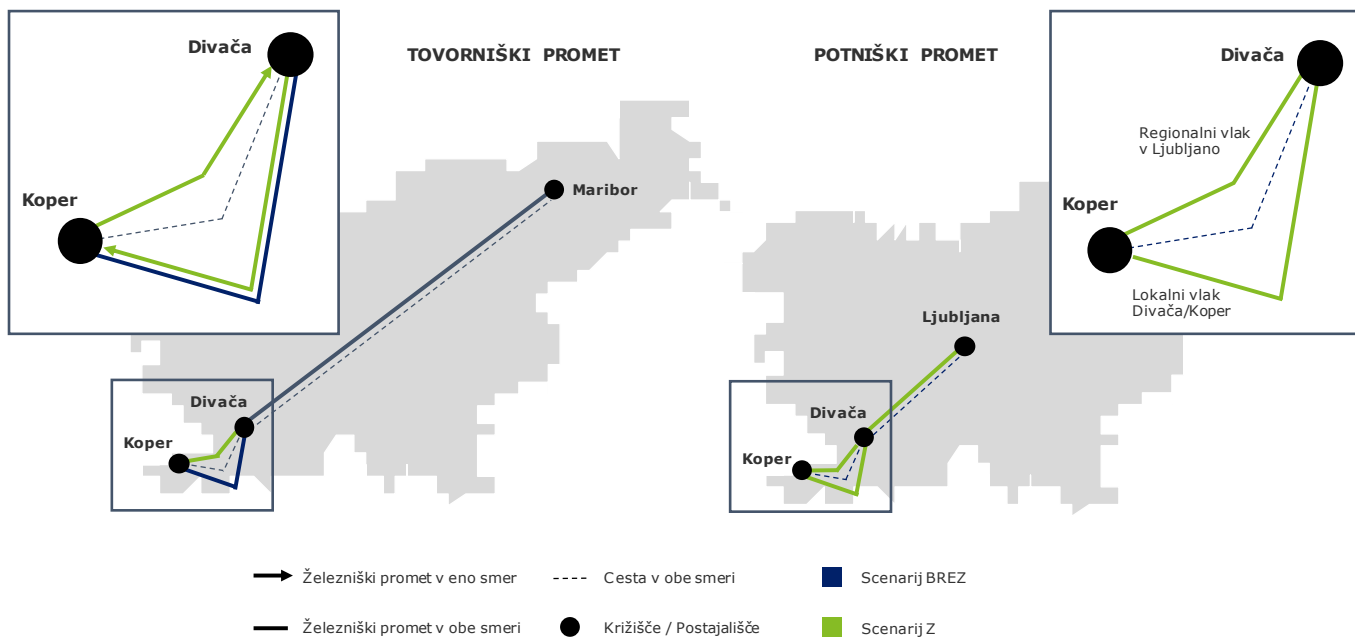 TOVORNIŠKI PROMET
POTNIŠKI PROMET
Divača
Koper
Maribor
Divača
Koper
Divača
Regionalni vlak
v Ljubljano
Koper
Lokalni vlak
Divača/Koper
Ljubljana
Divača
Koper
Železniški promet v eno smer
Cesta v obe smeri
Scenarij BREZ
Železniški promet v obe smeri
Križišče / Postajališče
Scenarij Z